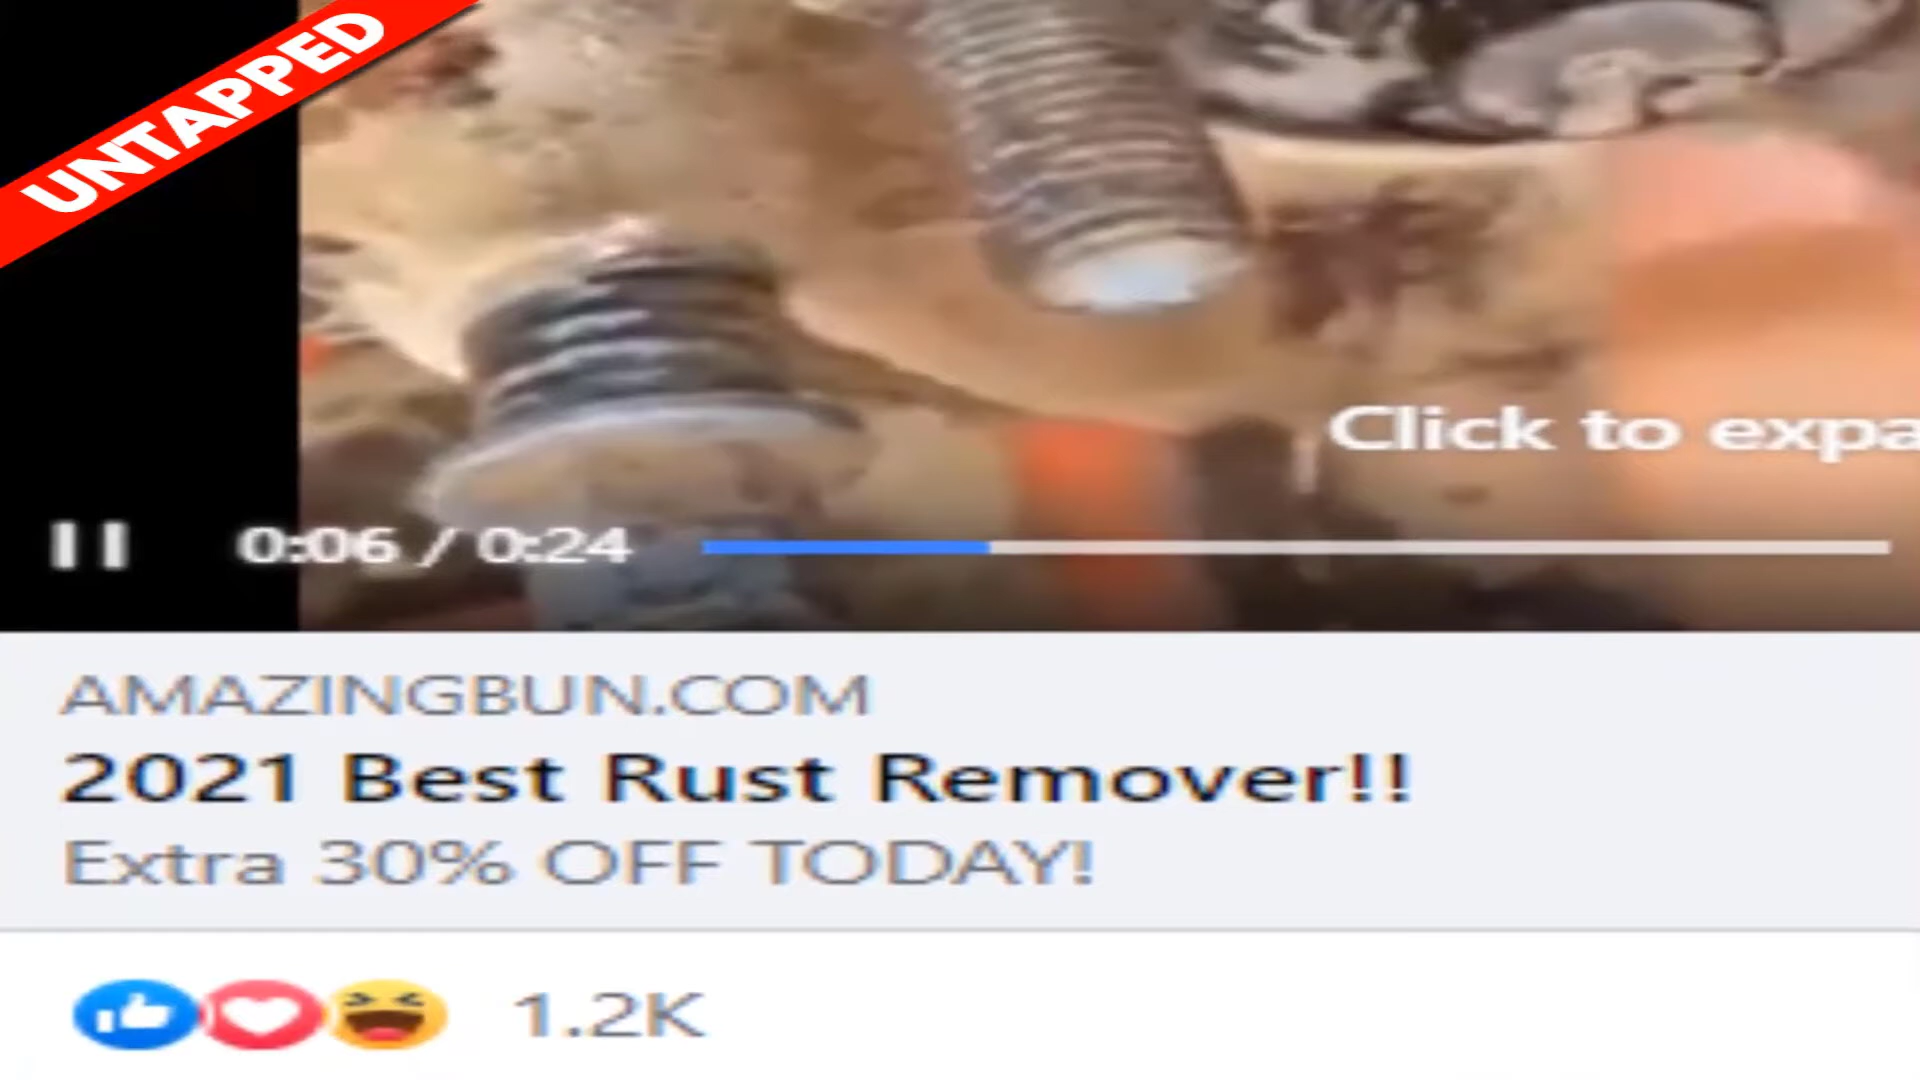 UNTAPPED
Click to expa
0:06 / 0:24
AMAZINGBUN.COM
2021 Best Rust Remover!!
Extra 30% OFF TODAY!
1.2K